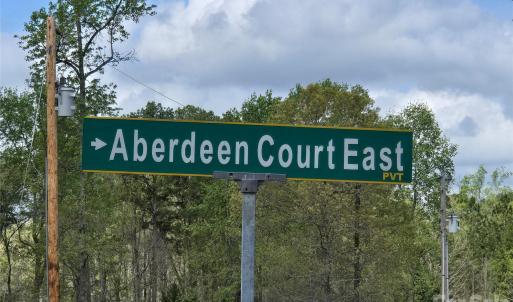 → Aberdeen Court East
PVT